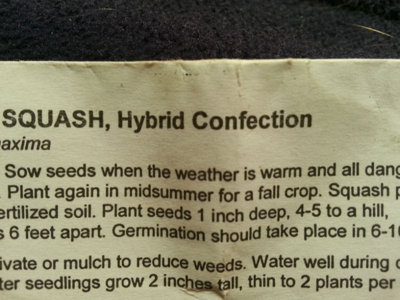 SQUASH, Hybrid Confection
maxima
Sow seeds when the weather is warm and all dang
. Plant again in midsummer for a fall crop. Squash p
ertilized soil. Plant seeds 1 inch deep, 4-5 to a hill,
s 6 feet apart. Germination should take place in 6-10
ivate or mulch to reduce weeds. Water well during d
ter seedlings grow 2 inches tall, thin to 2 plants per